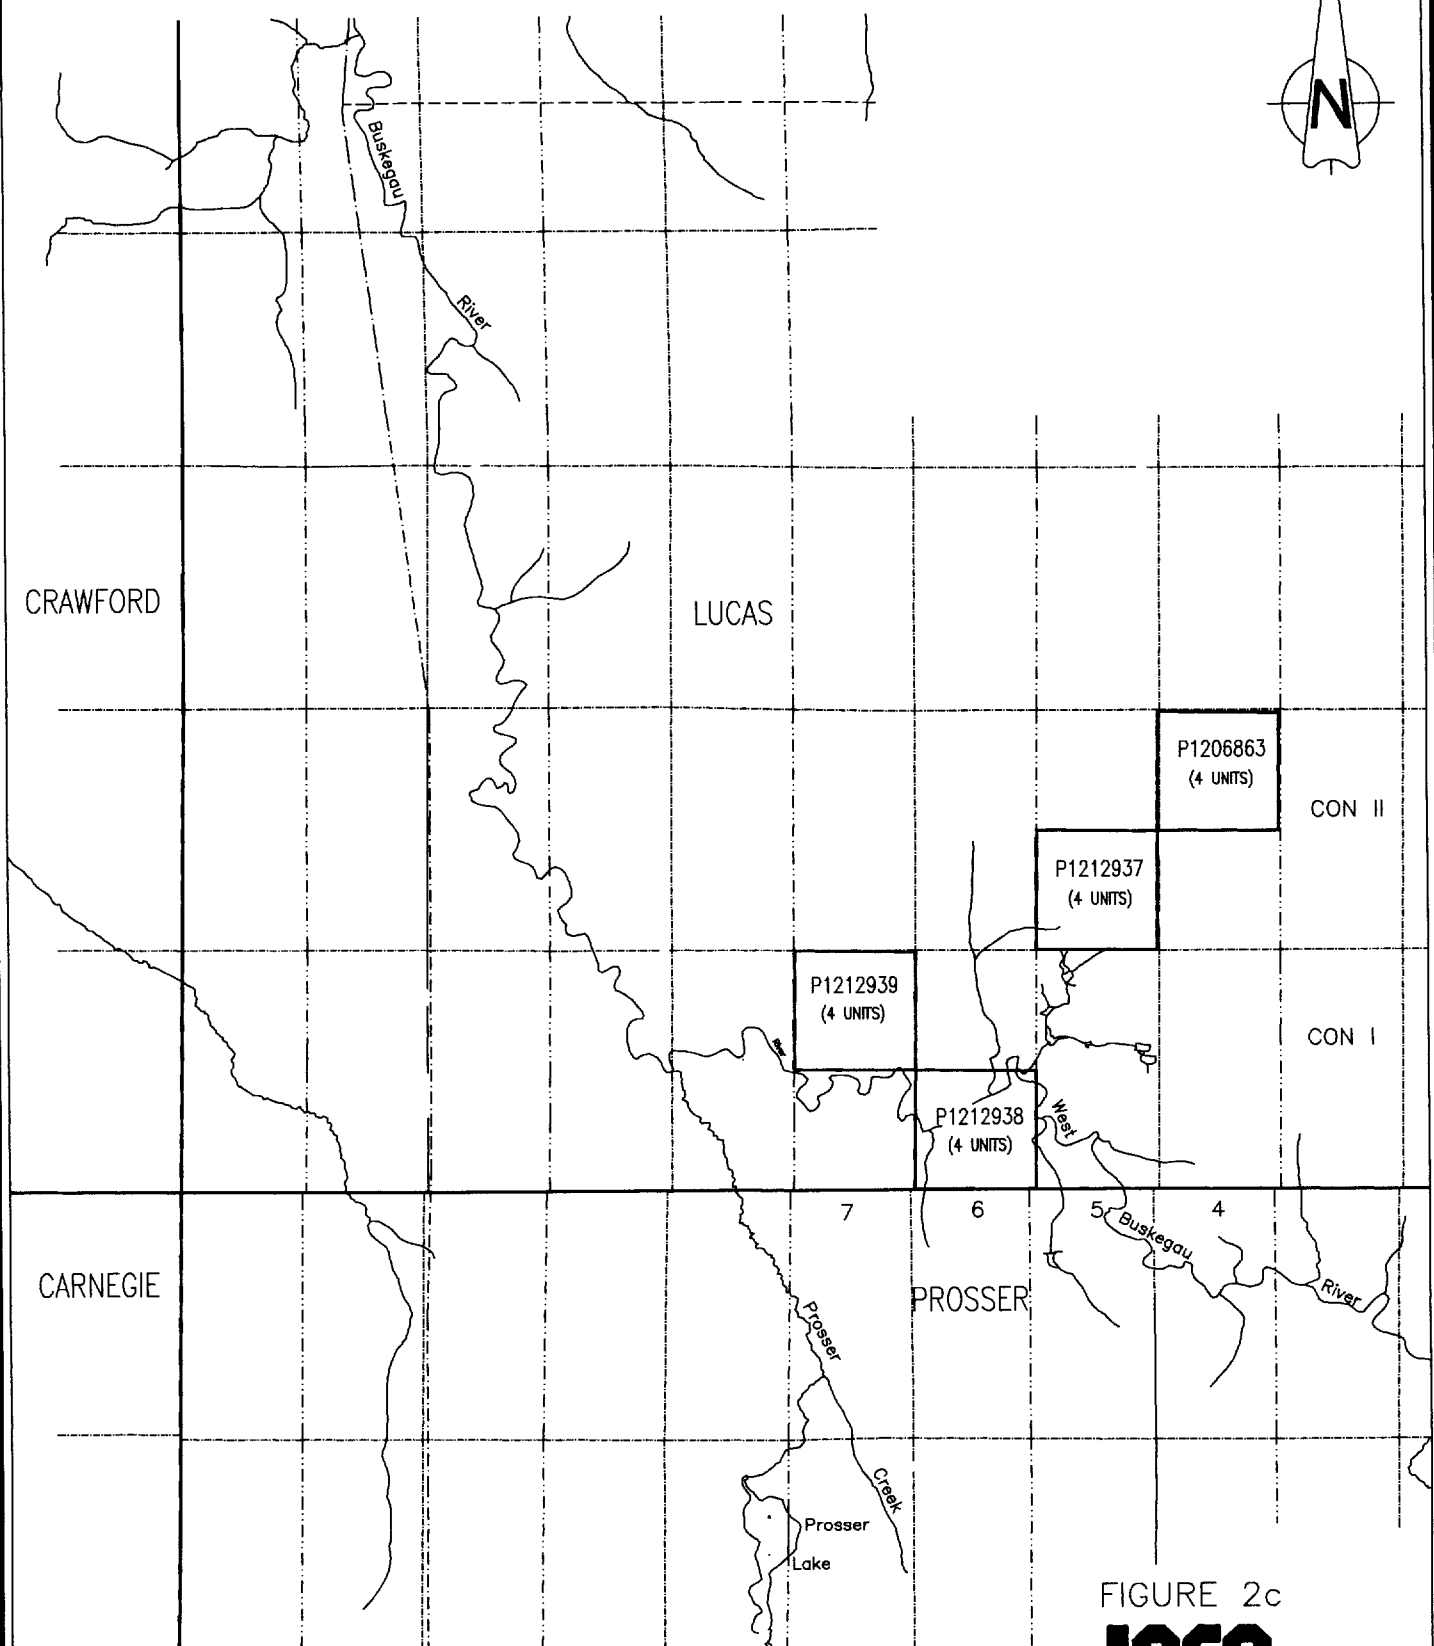 N
Buskegau
River
CRAWFORD
LUCAS
P1206863
(4 UNITS)
CON II
P1212937
(4 UNITS)
P1212939
(4 UNITS)
CON I
River
P1212938
(4 UNITS)
West
7
6
5
4
Buskegau
River
CARNEGIE
PROSSER
Prosser
Creek
Prosser
Lake
FIGURE 2c